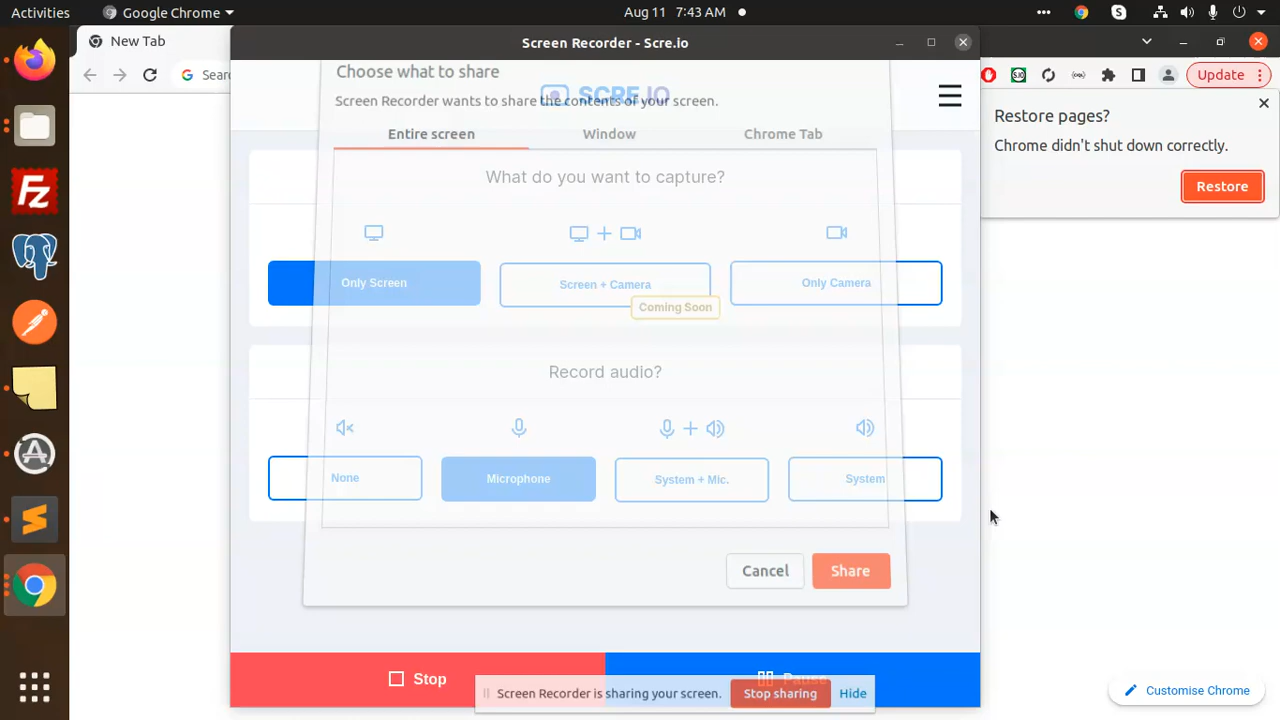 Activities
Google Chrome
Aug 11 7:43 AM
New Tab
Screen Recorder - Scre.io
Sear
Update
Choose what to share
SCRE.IO
Screen Recorder wants to share the contents of your screen.
Entire screen
Window
Chrome Tab
Restore pages?
Chrome didn't shut down correctly.
Restore
What do you want to capture?
Only Screen
Screen + Camera
Only Camera
Coming Soon
Record audio?
None
Microphone
System + Mic.
System
Cancel
Share
Stop
Pause
Screen Recorder is sharing your screen.
Stop sharing
Hide
Customise Chrome